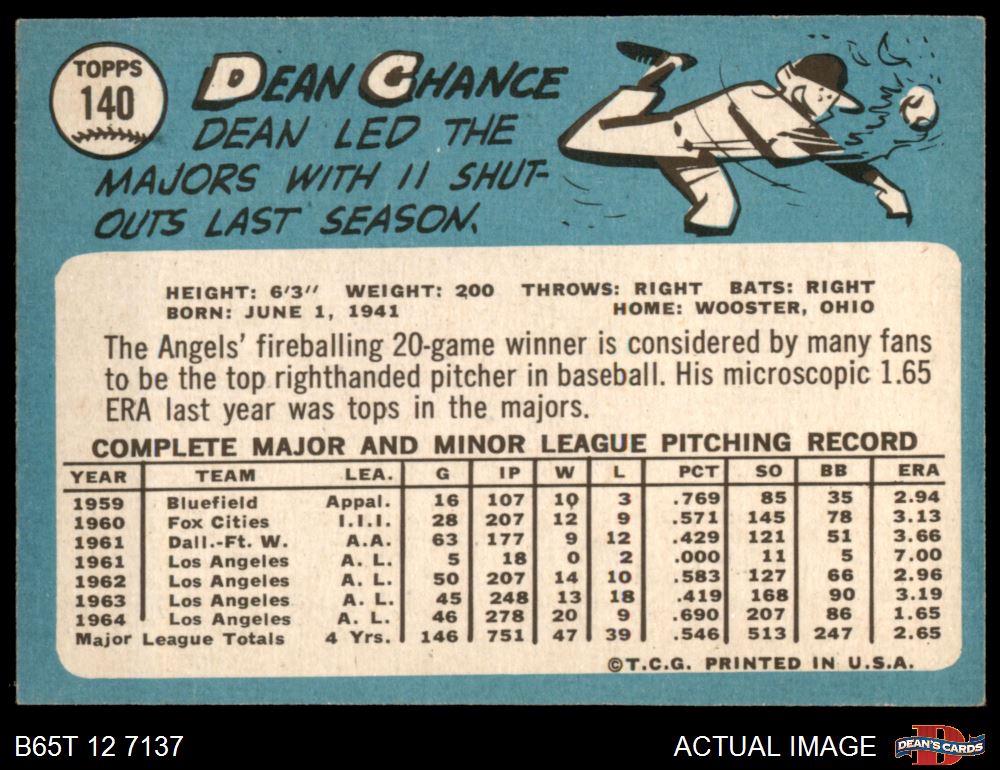 TOPPS
140
DEAN CHANCE
DEAN LED THE
MAJORS WITH 11 SHUT-
OUTS LAST SEASON.
HEIGHT: 6'3" WEIGHT: 200 THROWS: RIGHT BATS: RIGHT
BORN: JUNE 1, 1941 HOME: WOOSTER, OHIO
The Angels' fireballing 20-game winner is considered by many fans
to be the top righthanded pitcher in baseball. His microscopic 1.65
ERA last year was tops in the majors.
COMPLETE MAJOR AND MINOR LEAGUE PITCHING RECORD
YEAR TEAM LEA. G IP W L PCT SO BB ERA
1959 Bluefield Appal. 16 107 10 3 .769 85 35 2.94
1960 Fox Cities I.I.I. 28 207 12 9 .571 145 78 3.13
1961 Dall.-Ft. W. A.A. 63 177 9 12 .429 121 51 3.66
1961 Los Angeles A. L. 5 18 0 2 .000 11 5 7.00
1962 Los Angeles A. L. 50 207 14 10 .583 127 66 2.96
1963 Los Angeles A. L. 45 248 13 18 .419 168 90 3.19
1964 Los Angeles A. L. 46 278 20 9 .690 207 86 1.65
Major League Totals 4 Yrs. 146 751 47 39 .546 513 247 2.65
©T.C.G. PRINTED IN U.S.A.
B65T 12 7137 ACTUAL IMAGE
D
DEAN'S CARDS